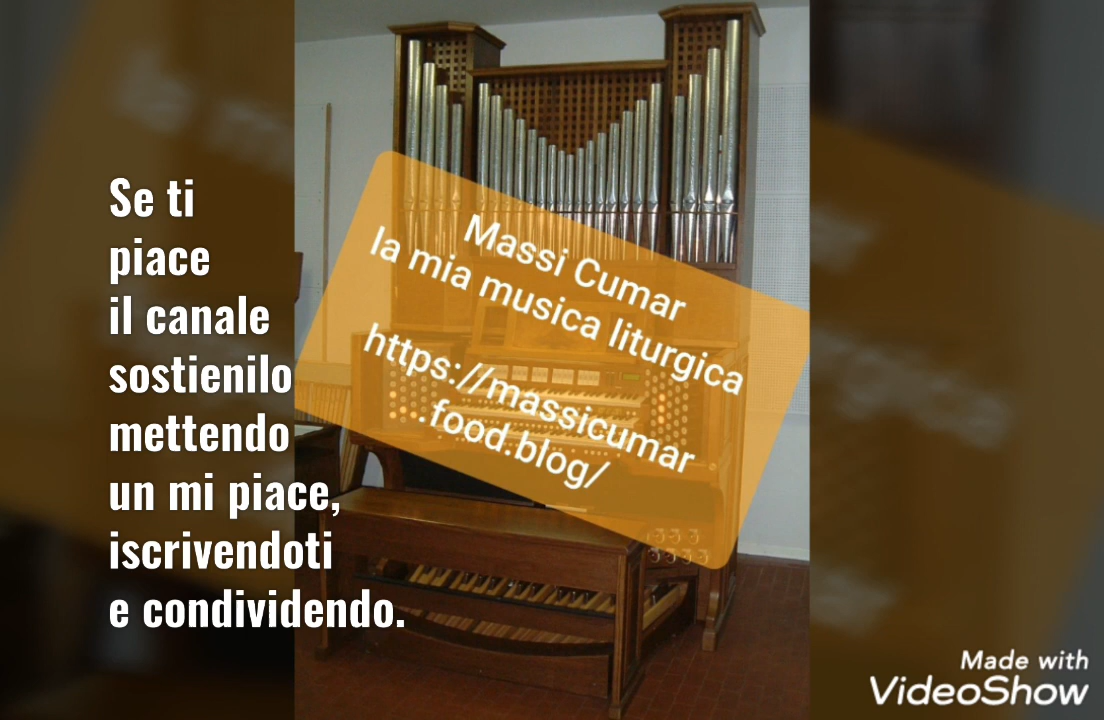 Se ti
piace
il canale
sostienilo
mettendo
un mi piace,
iscrivendoti
e condividendo.
Massi Cumar
la mia musica liturgica
https://massicumar
.food.blog/
Made with
VideoShow